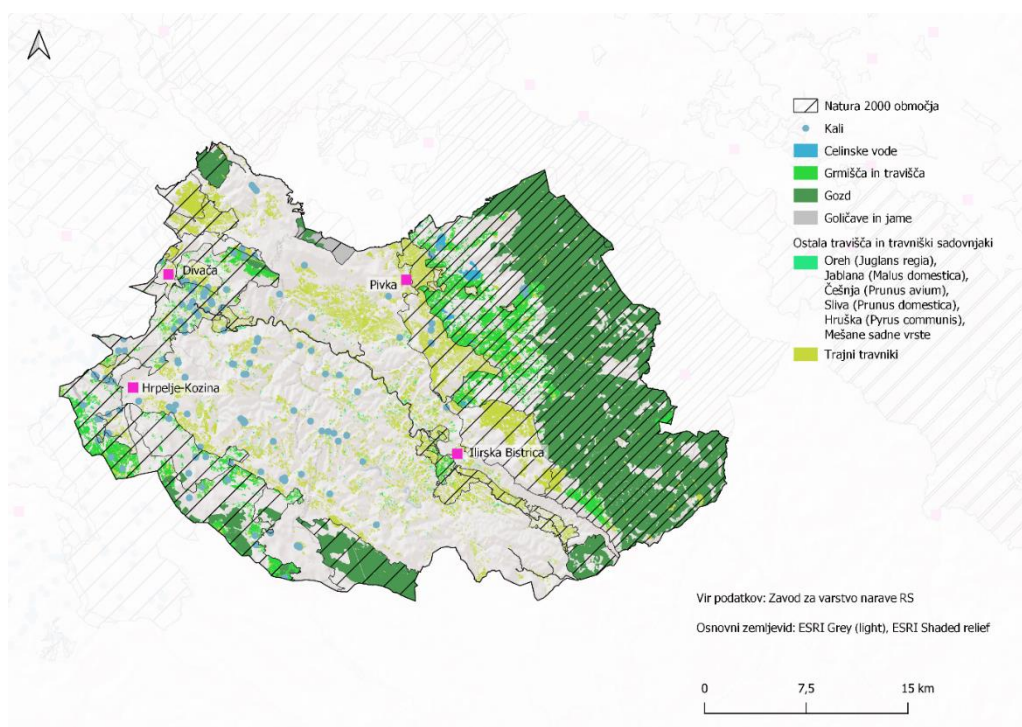 Natura 2000 območja
Kali
Celinske vode
Grmišča in travišča
Gozd
Goličave in jame
Ostala travišča in travniški sadovnjaki
Oreh (Juglans regia),
Jablana (Malus domestica),
Češnja (Prunus avium),
Sliva (Prunus domestica),
Hruška (Pyrus communis),
Mešane sadne vrste
Trajni travniki
Divača
Pivka
Hrpelje-Kozina
Ilirska Bistrica
Vir podatkov: Zavod za varstvo narave RS
Osnovni zemljevid: ESRI Grey (light), ESRI Shaded relief
0 7,5 15 km